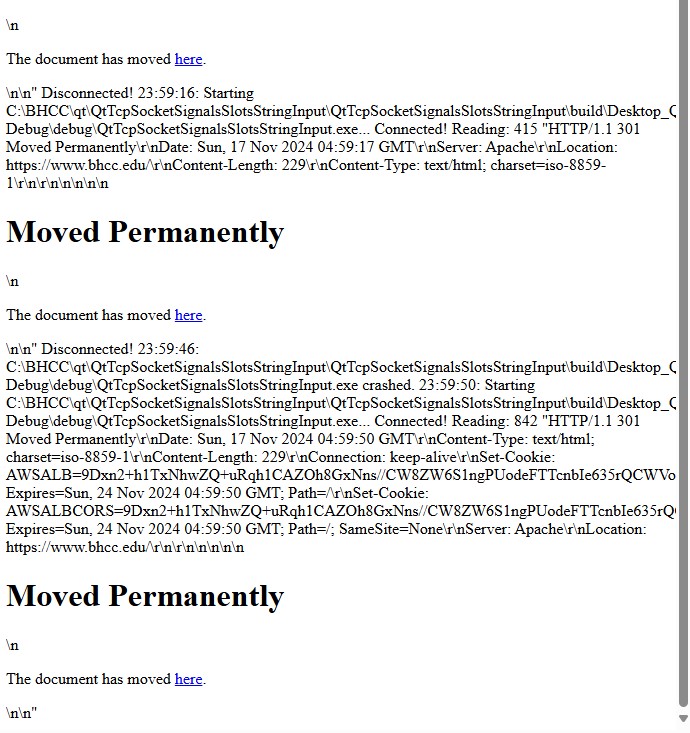 \n
The document has moved here.
\n\n" Disconnected! 23:59:16: Starting
C:\BHCC\qt\QtTcpSocketSignalsSlotsStringInput\QtTcpSocketSignalsSlotsStringInput\build\Desktop_Q
Debug\debug\QtTcpSocketSignalsSlotsStringInput.exe... Connected! Reading: 415 "HTTP/1.1 301
Moved Permanently\r\nDate: Sun, 17 Nov 2024 04:59:17 GMT\r\nServer: Apache\r\nLocation:
https://www.bhcc.edu/\r\nContent-Length: 229\r\nContent-Type: text/html; charset=iso-8859-
1\r\n\r\n\n\n\n\n
Moved Permanently
\n
The document has moved here.
\n\n" Disconnected! 23:59:46:
C:\BHCC\qt\QtTcpSocketSignalsSlotsStringInput\QtTcpSocketSignalsSlotsStringInput\build\Desktop_Q
Debug\debug\QtTcpSocketSignalsSlotsStringInput.exe crashed. 23:59:50: Starting
C:\BHCC\qt\QtTcpSocketSignalsSlotsStringInput\QtTcpSocketSignalsSlotsStringInput\build\Desktop_Q
Debug\debug\QtTcpSocketSignalsSlotsStringInput.exe... Connected! Reading: 842 "HTTP/1.1 301
Moved Permanently\r\nDate: Sun, 17 Nov 2024 04:59:50 GMT\r\nContent-Type: text/html;
charset=iso-8859-1\r\nContent-Length: 229\r\nConnection: keep-alive\r\nSet-Cookie:
AWSALB=9Dxn2+h1TxNhwZQ+uRqh1CAZOh8GxNns//CW8ZW6S1ngPUodeFTTcnbIe635rQCWVo
Expires=Sun, 24 Nov 2024 04:59:50 GMT; Path=/\r\nSet-Cookie:
AWSALBCORS=9Dxn2+h1TxNhwZQ+uRqh1CAZOh8GxNns//CW8ZW6S1ngPUodeFTTcnbIe635rQ
Expires=Sun, 24 Nov 2024 04:59:50 GMT; Path=/; SameSite=None\r\nServer: Apache\r\nLocation:
https://www.bhcc.edu/\r\n\r\n\n\n\n\n
Moved Permanently
\n
The document has moved here.
\n\n"